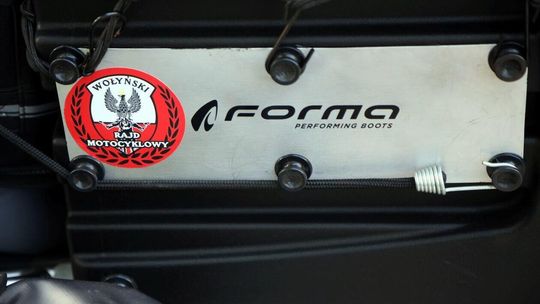 WOŁYŃSKI
RAJD
MOTOCYKLOWY
FORMA
PERFORMING BOOTS